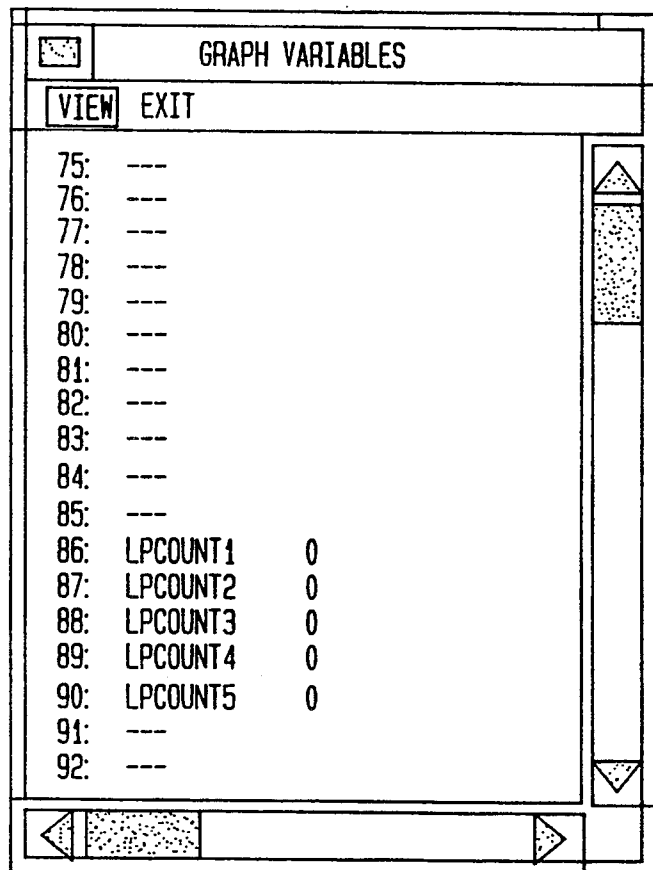 GRAPH VARIABLES
VIEW EXIT
75: ---
76: ---
77: ---
78: ---
79: ---
80: ---
81: ---
82: ---
83: ---
84: ---
85: ---
86: LPCOUNT1 0
87: LPCOUNT2 0
88: LPCOUNT3 0
89: LPCOUNT4 0
90: LPCOUNT5 0
91: ---
92: ---